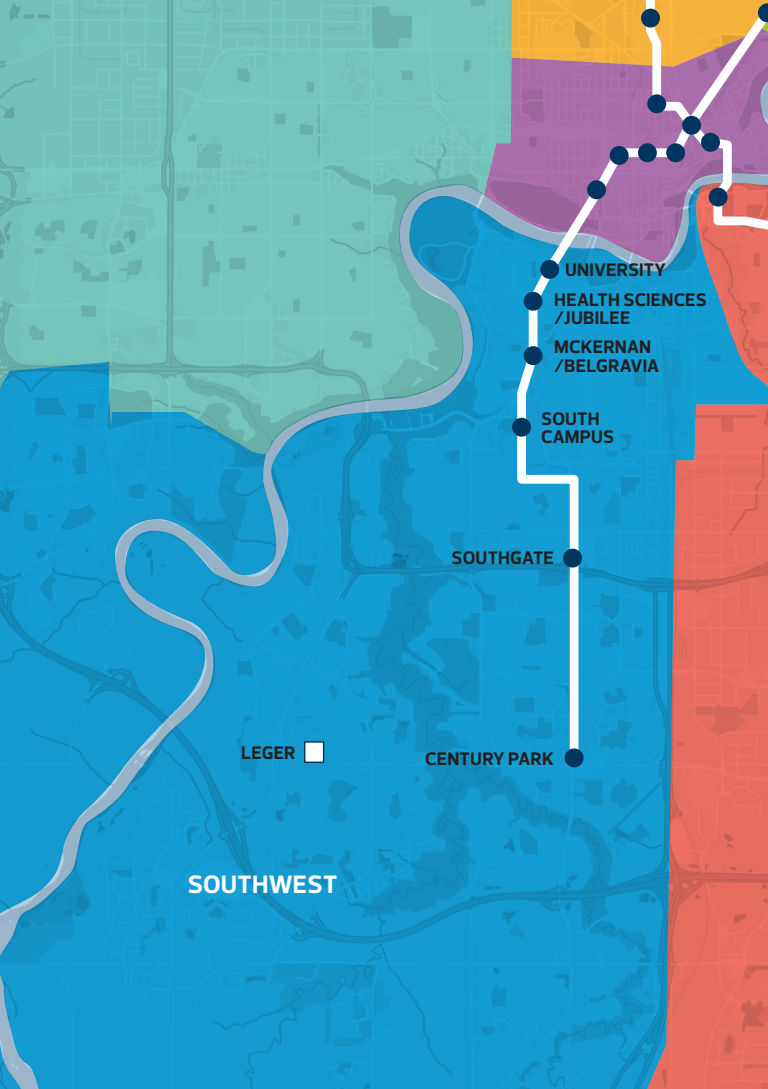 UNIVERSITY
HEALTH SCIENCES
/JUBILEE
MCKERNAN
/BELGRAVIA
SOUTH
CAMPUS
SOUTHGATE
LEGER
CENTURY PARK
SOUTHWEST